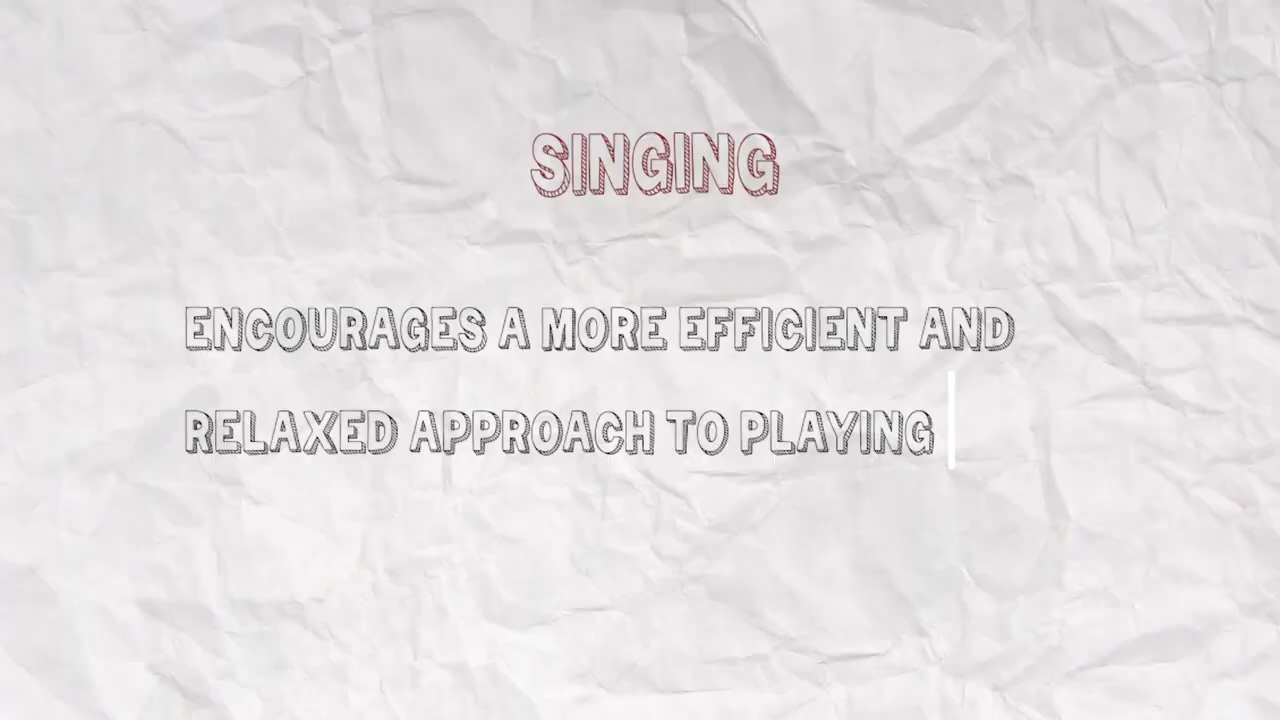 SINGING
ENCOURAGES A MORE EFFICIENT AND
RELAXED APPROACH TO PLAYING